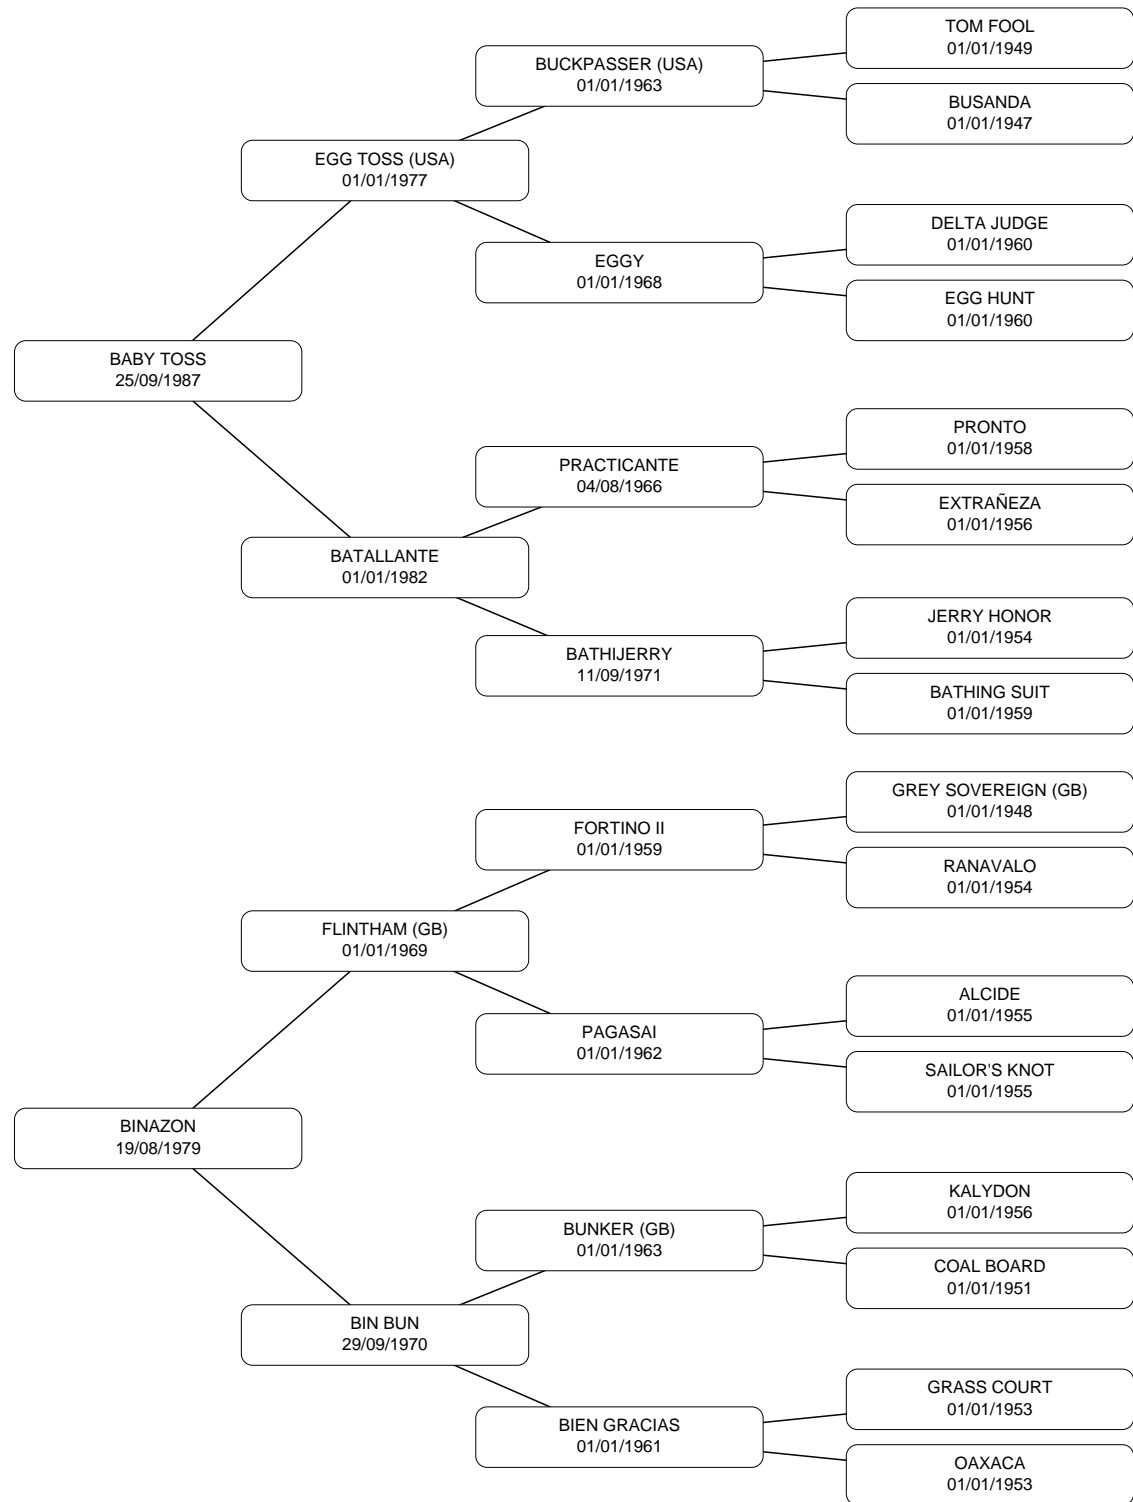 TOM FOOL
01/01/1949
BUCKPASSER (USA)
01/01/1963
BUSANDA
01/01/1947
EGG TOSS (USA)
01/01/1977
DELTA JUDGE
01/01/1960
EGGY
01/01/1968
EGG HUNT
01/01/1960
BABY TOSS
25/09/1987
PRONTO
01/01/1958
PRACTICANTE
04/08/1966
EXTRAÑEZA
01/01/1956
BATALLANTE
01/01/1982
JERRY HONOR
01/01/1954
BATHIJERRY
11/09/1971
BATHING SUIT
01/01/1959
GREY SOVEREIGN (GB)
01/01/1948
FORTINO II
01/01/1959
RANAVALO
01/01/1954
FLINTHAM (GB)
01/01/1969
ALCIDE
01/01/1955
PAGASAI
01/01/1962
SAILOR'S KNOT
01/01/1955
BINAZON
19/08/1979
KALYDON
01/01/1956
BUNKER (GB)
01/01/1963
COAL BOARD
01/01/1951
BIN BUN
29/09/1970
GRASS COURT
01/01/1953
BIEN GRACIAS
01/01/1961
OAXACA
01/01/1953